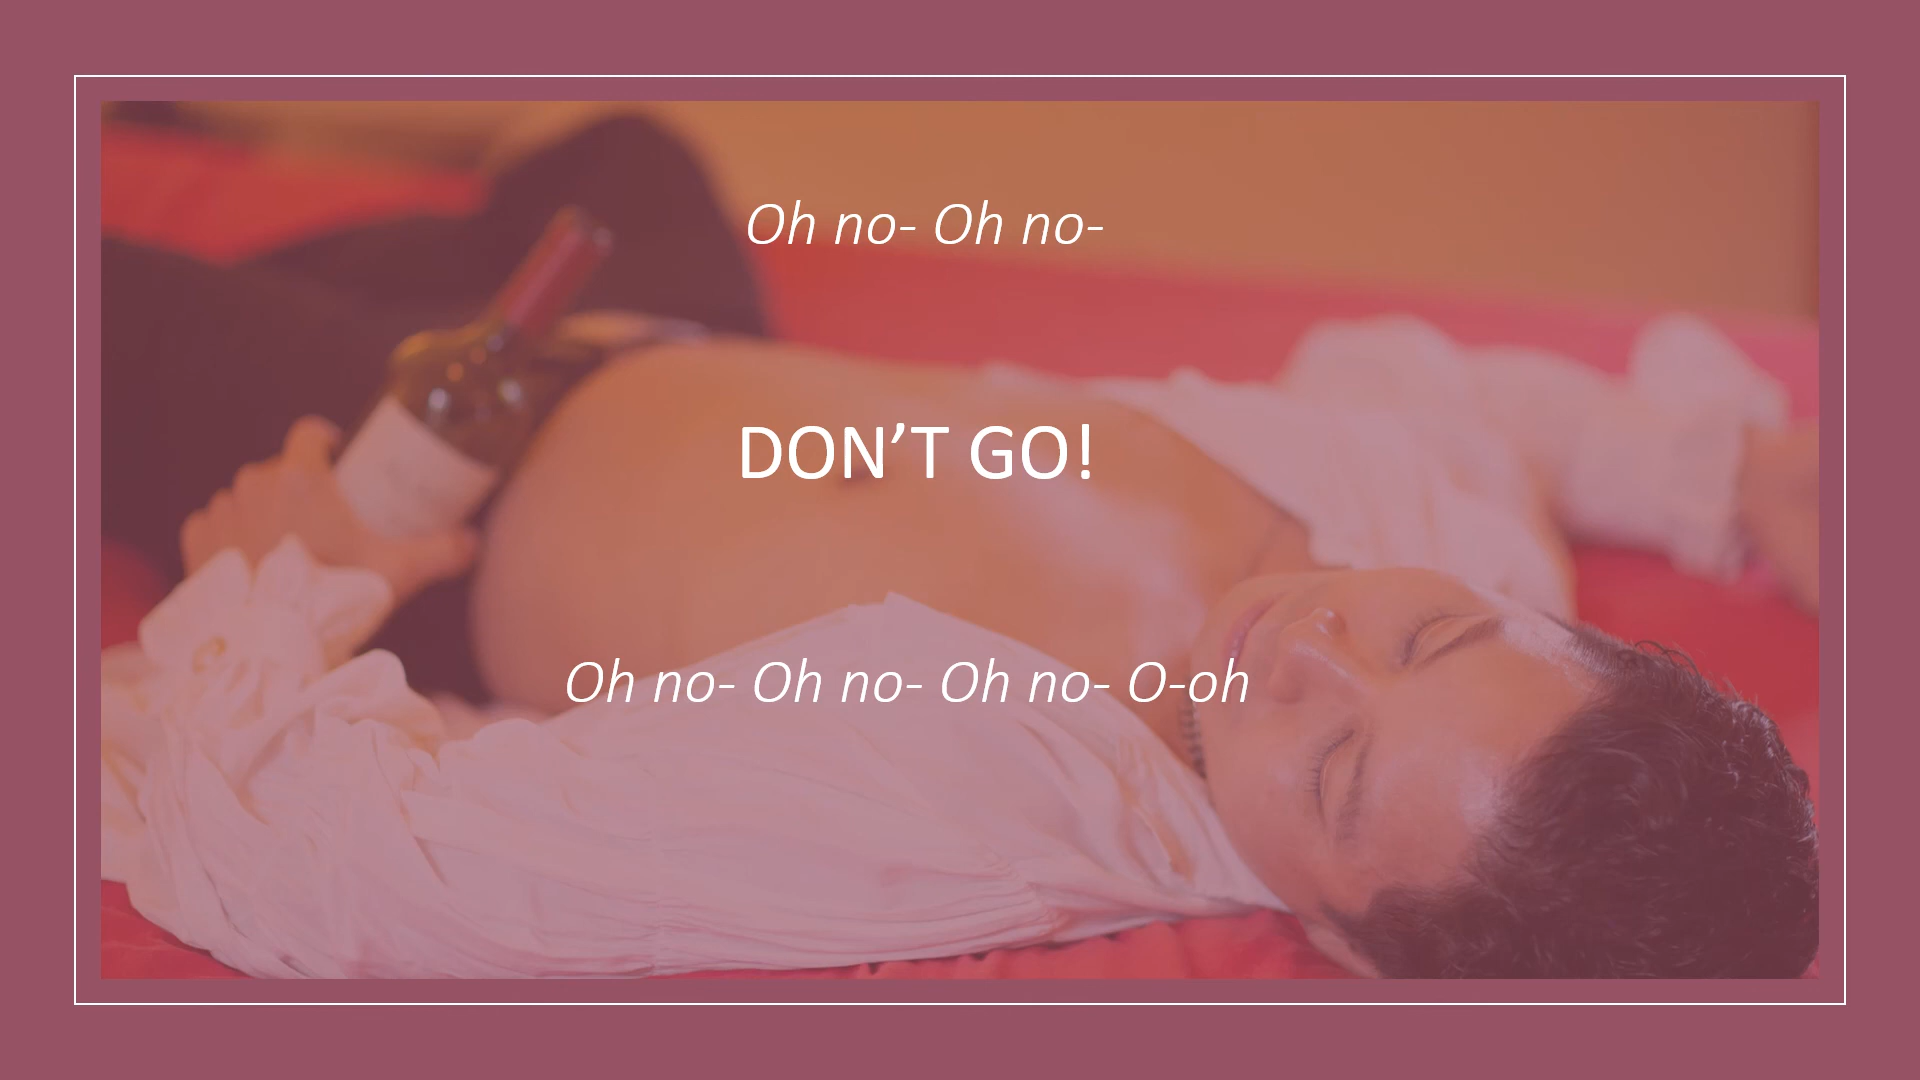 Oh no- Oh no-
DON’T GO!
Oh no- Oh no- Oh no- O-oh